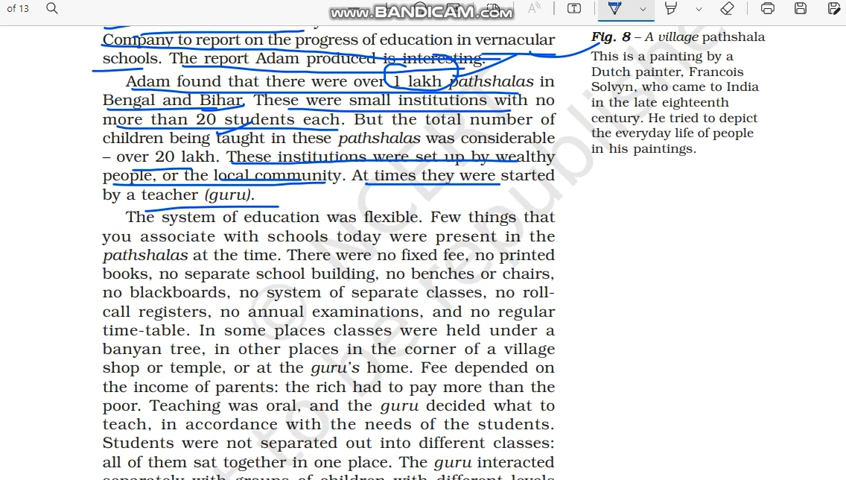 of 13
www.BANDICAM.com
Company to report on the progress of education in vernacular
schools. The report Adam produced is interesting.
Adam found that there were over 1 lakh pathshalas in
Bengal and Bihar. These were small institutions with no
more than 20 students each. But the total number of
children being taught in these pathshalas was considerable
– over 20 lakh. These institutions were set up by wealthy
people, or the local community. At times they were started
by a teacher (guru).
The system of education was flexible. Few things that
you associate with schools today were present in the
pathshalas at the time. There were no fixed fee, no printed
books, no separate school building, no benches or chairs,
no blackboards, no system of separate classes, no roll-
call registers, no annual examinations, and no regular
time-table. In some places classes were held under a
banyan tree, in other places in the corner of a village
shop or temple, or at the guru's home. Fee depended on
the income of parents: the rich had to pay more than the
poor. Teaching was oral, and the guru decided what to
teach, in accordance with the needs of the students.
Students were not separated out into different classes:
all of them sat together in one place. The guru interacted
separately with groups of children with different levels
Fig. 8 – A village pathshala
This is a painting by a
Dutch painter, Francois
Solvyn, who came to India
in the late eighteenth
century. He tried to depict
the everyday life of people
in his paintings.
© NCERT
not to be republished